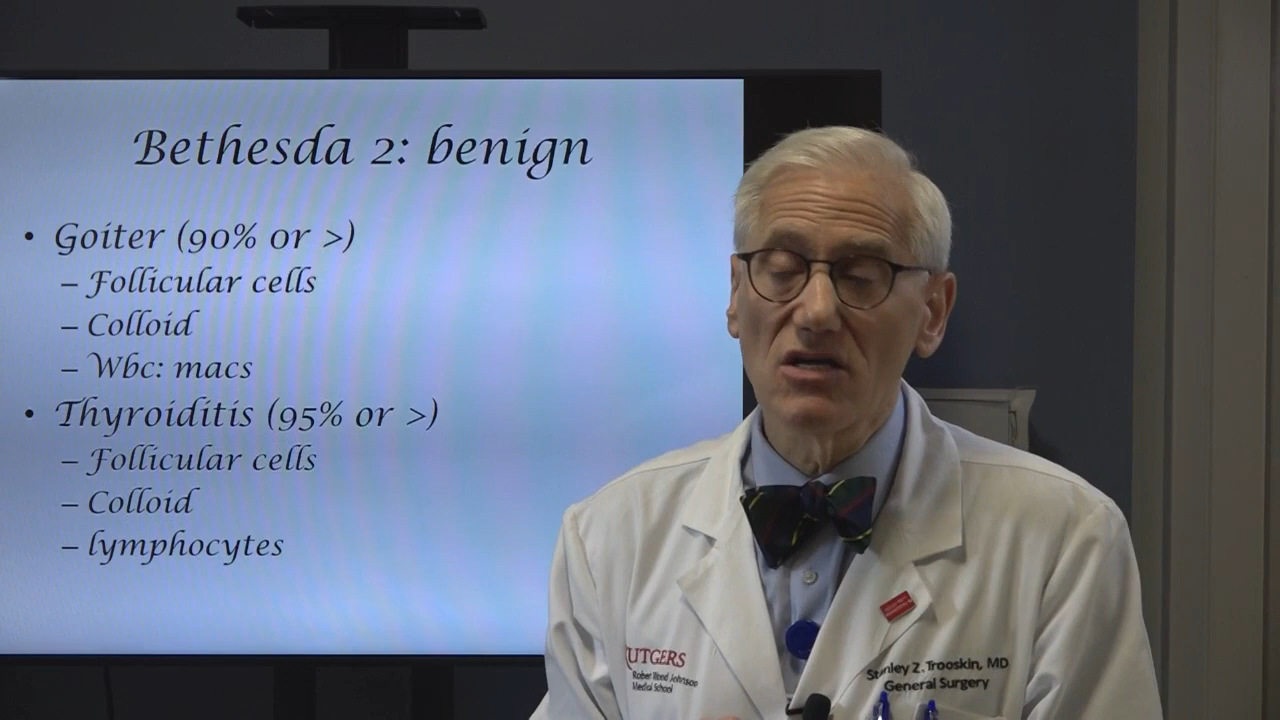 Bethesda 2: benign
• Goiter (90% or >)
– Follicular cells
– Colloid
– Wbc: macs
• Thyroiditis (95% or >)
– Follicular cells
– Colloid
– lymphocytes
RUTGERS
Robert Wood Johnson
Medical School
Stanley Z. Trooskin, MD
General Surgery